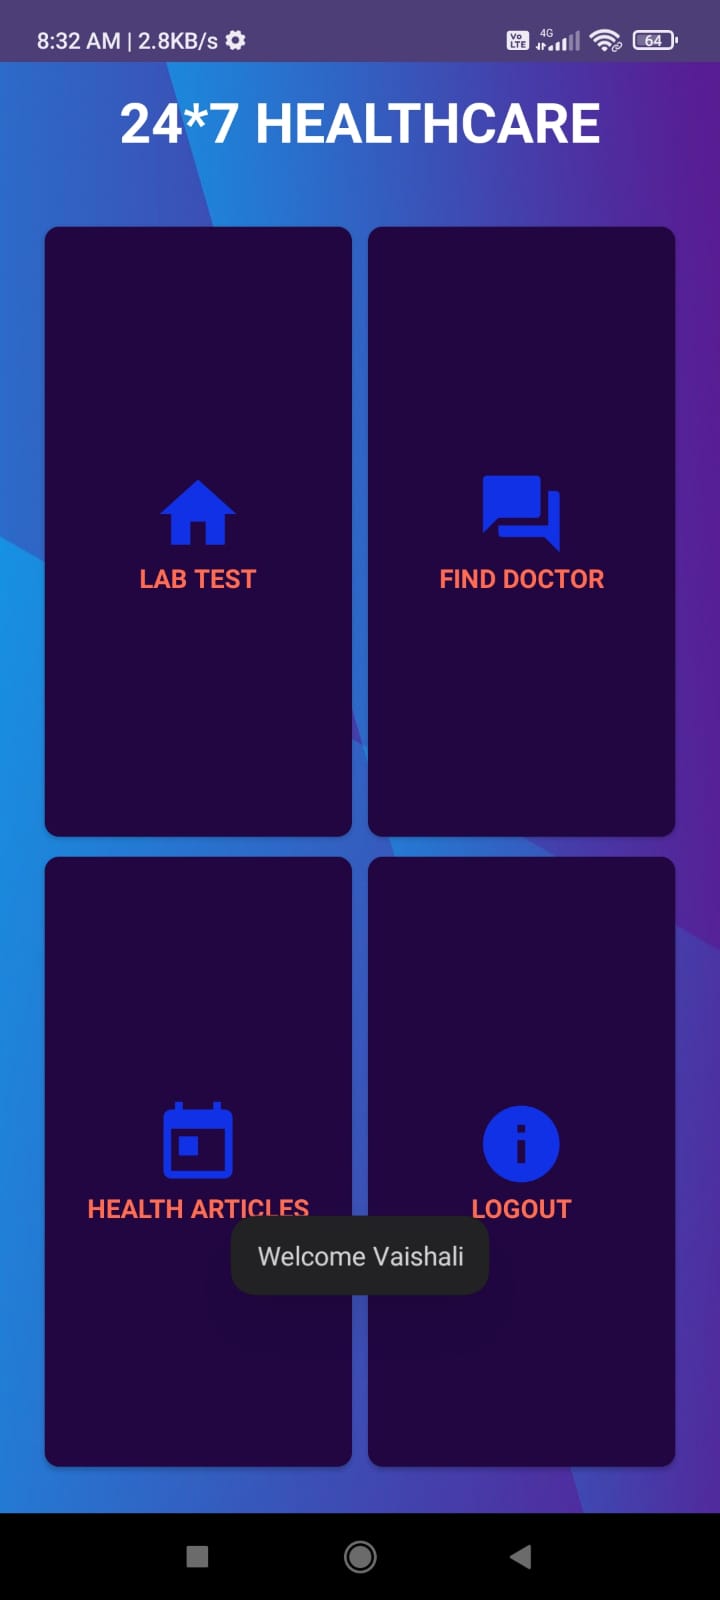 8:32 AM | 2.8KB/s
Vo LTE 4G 64
24*7 HEALTHCARE
LAB TEST
FIND DOCTOR
HEALTH ARTICLES
LOGOUT
Welcome Vaishali